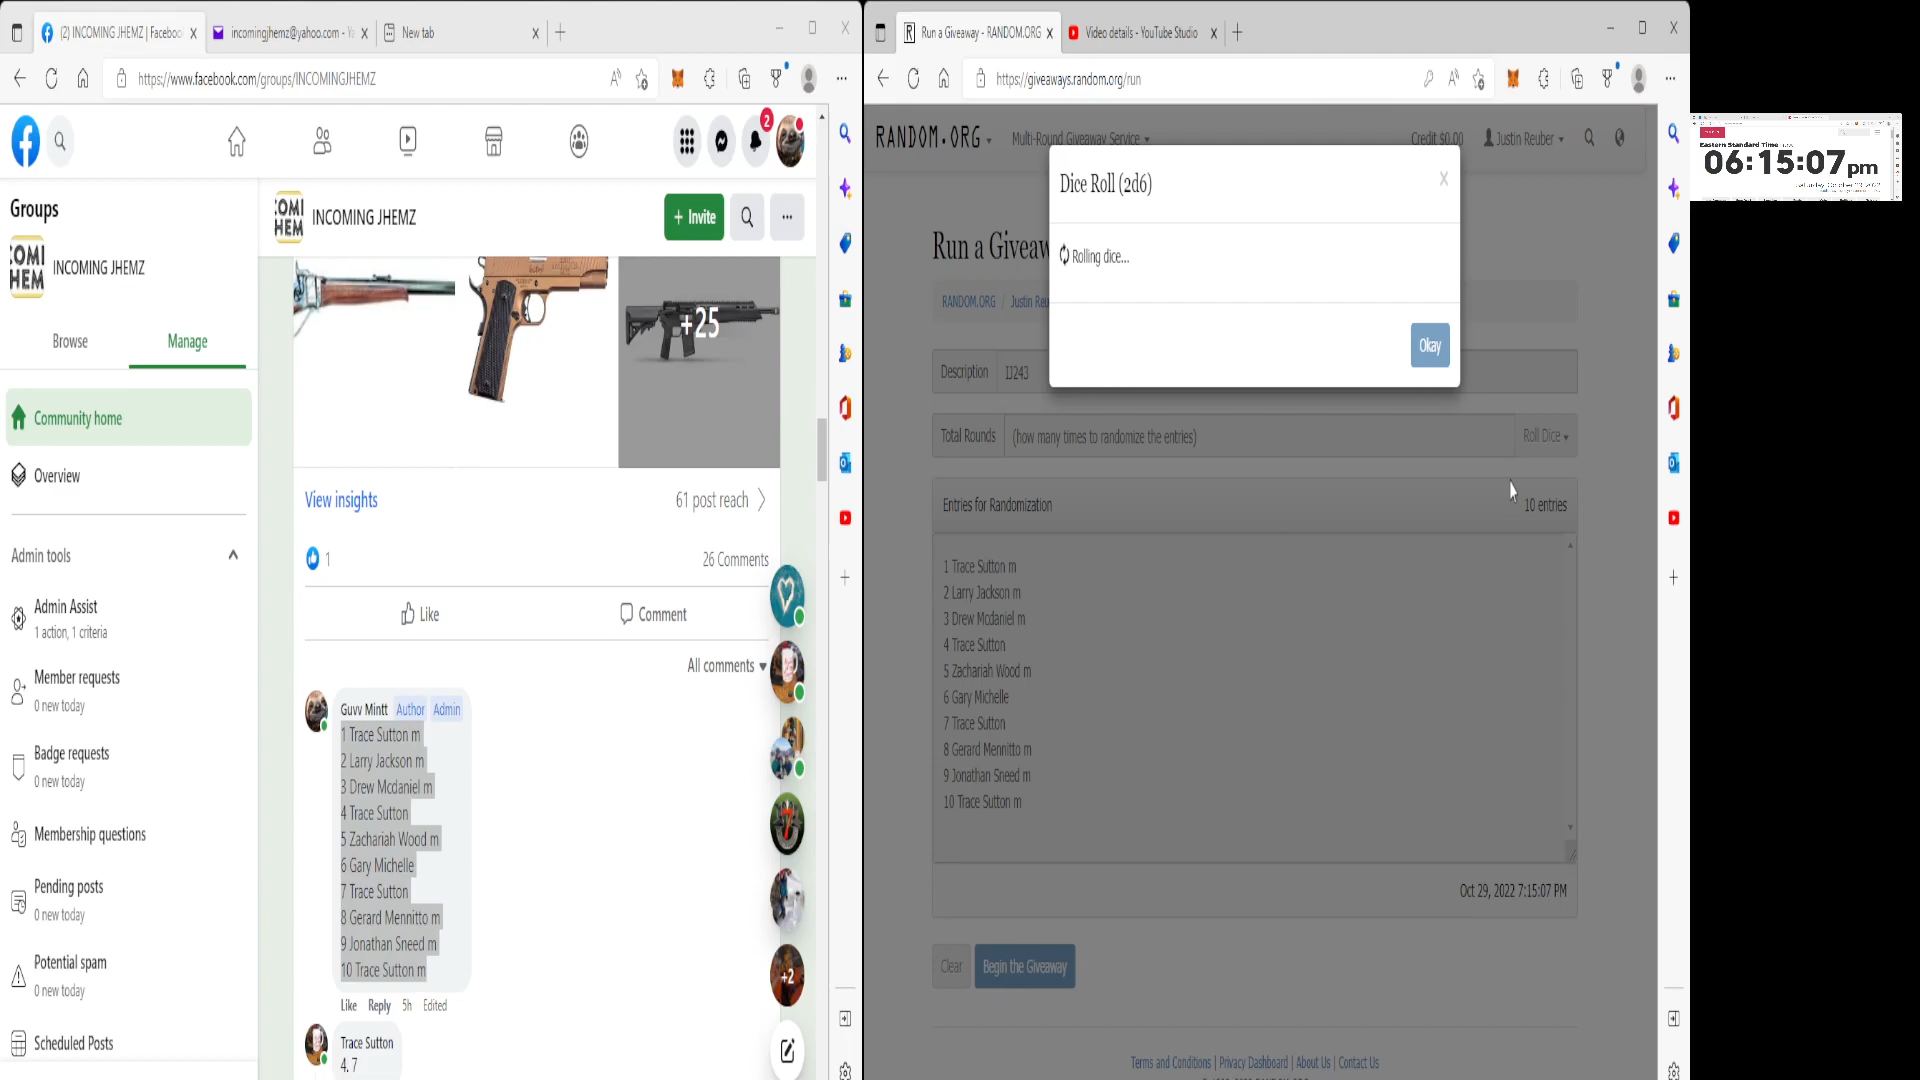 (2) INCOMING JHEMZ | Facebook
incomingjhemz@yahoo.com - Ya
New tab
https://www.facebook.com/groups/INCOMINGJHEMZ
2
Groups
INCOMING JHEMZ
Browse
Manage
Community home
Overview
Admin tools
Admin Assist
1 action, 1 criteria
Member requests
0 new today
Badge requests
0 new today
Membership questions
Pending posts
0 new today
Potential spam
0 new today
Scheduled Posts
INCOMING JHEMZ
+ Invite
+25
View insights
61 post reach
1
26 Comments
Like
Comment
All comments
Guvv Mintt Author Admin
1 Trace Sutton m
2 Larry Jackson m
3 Drew Mcdaniel m
4 Trace Sutton
5 Zachariah Wood m
6 Gary Michelle
7 Trace Sutton
8 Gerard Mennitto m
9 Jonathan Sneed m
10 Trace Sutton m
Like Reply 5h Edited
Trace Sutton
4. 7
+2
Run a Giveaway - RANDOM.ORG
Video details - YouTube Studio
https://giveaways.random.org/run
RANDOM.ORG
Multi-Round Giveaway Service
Credit $0.00
Justin Reuber
Dice Roll (2d6)
x
Rolling dice...
Okay
Run a Giveaw
RANDOM.ORG / Justin Reu
Description IJ243
Total Rounds (how many times to randomize the entries) Roll Dice
Entries for Randomization 10 entries
1 Trace Sutton m
2 Larry Jackson m
3 Drew Mcdaniel m
4 Trace Sutton
5 Zachariah Wood m
6 Gary Michelle
7 Trace Sutton
8 Gerard Mennitto m
9 Jonathan Sneed m
10 Trace Sutton m
Oct 29, 2022 7:15:07 PM
Clear
Begin the Giveaway
Terms and Conditions | Privacy Dashboard | About Us | Contact Us
Eastern Standard Time
06:15:07 pm